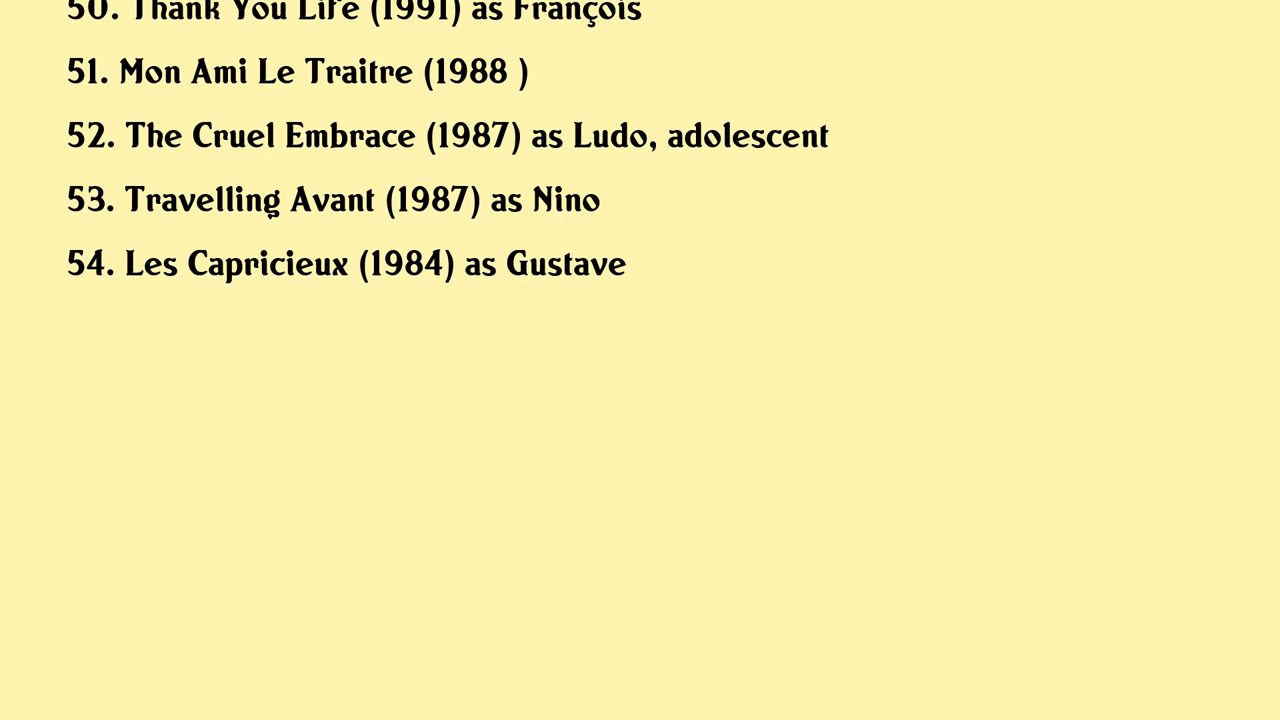 50. Thank You Life (1991) as François
51. Mon Ami Le Traitre (1988 )
52. The Cruel Embrace (1987) as Ludo, adolescent
53. Travelling Avant (1987) as Nino
54. Les Capricieux (1984) as Gustave